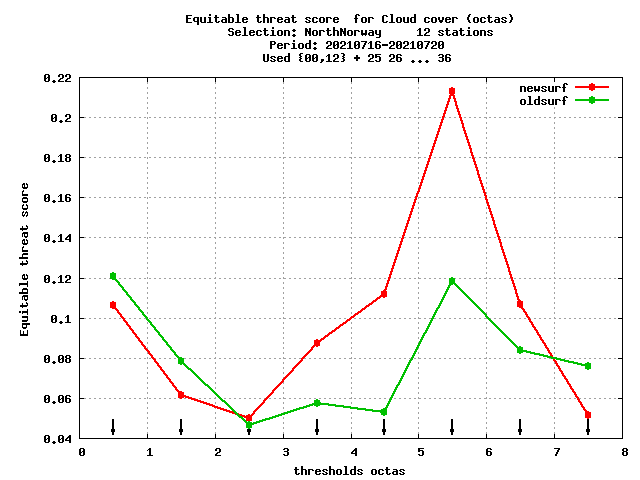 Equitable threat score  for Cloud cover (octas)
Selection: NorthNorway     12 stations
Period: 20210716-20210720
Used {00,12} + 25 26 ... 36
newsurf
oldsurf
0.22
0.2
0.18
0.16
0.14
0.12
0.1
0.08
0.06
0.04
Equitable threat score
0 1 2 3 4 5 6 7 8
thresholds octas